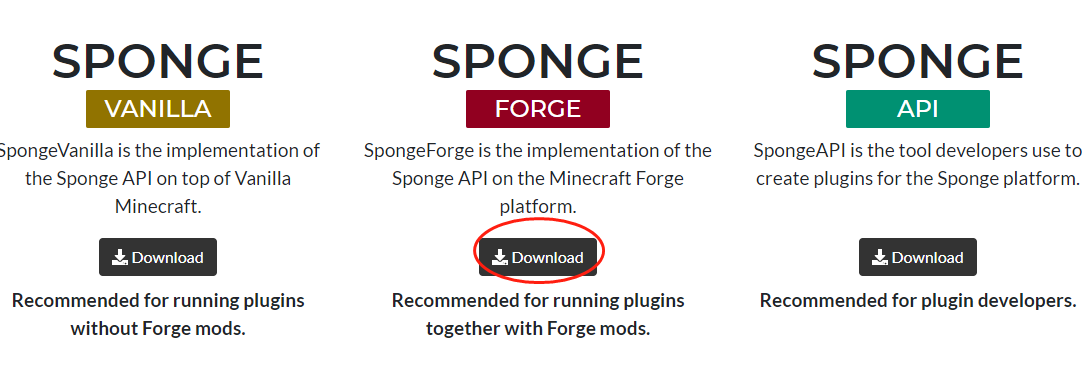 SPONGE
VANILLA
SpongeVanilla is the implementation of
the Sponge API on top of Vanilla
Minecraft.
Download
Recommended for running plugins
without Forge mods.
SPONGE
FORGE
SpongeForge is the implementation of the
Sponge API on the Minecraft Forge
platform.
Download
Recommended for running plugins
together with Forge mods.
SPONGE
API
SpongeAPI is the tool developers use to
create plugins for the Sponge platform.
Download
Recommended for plugin developers.